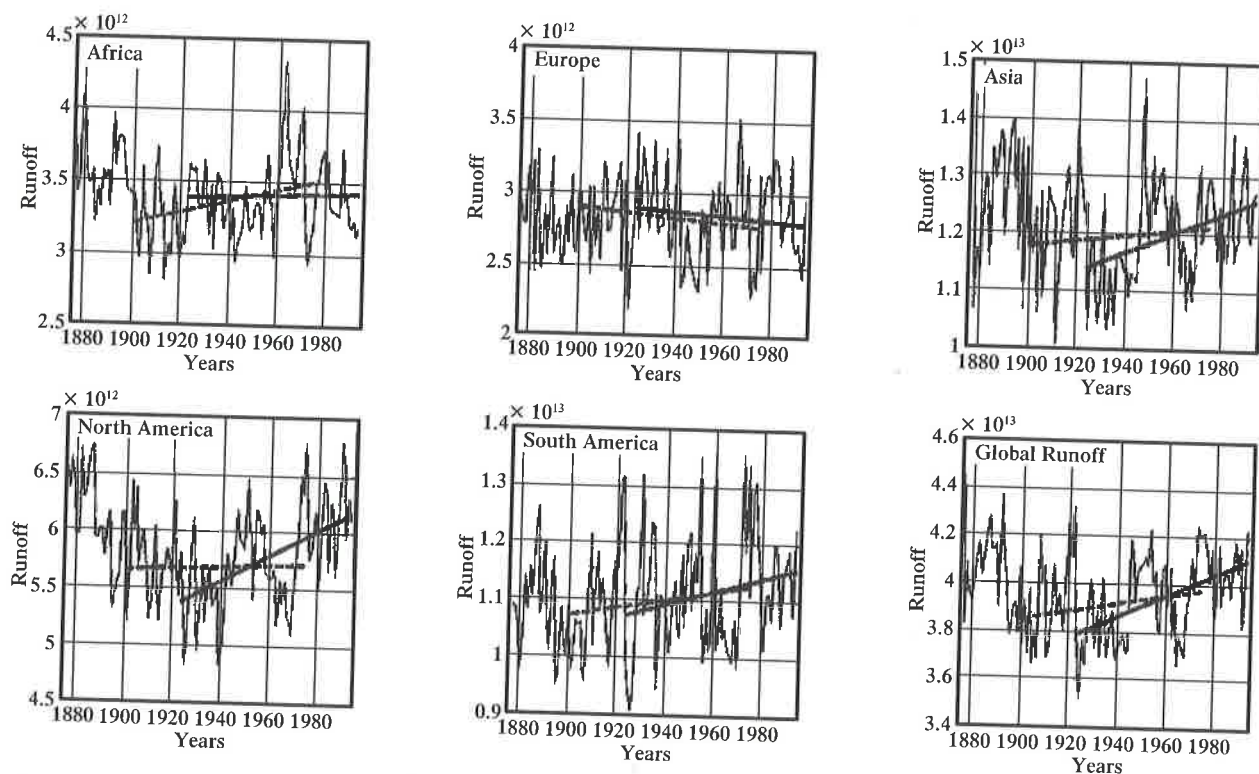 4.5 × 10¹²
Africa
4
3.5
3
2.5
Runoff
1880 1900 1920 1940 1960 1980
Years
4 × 10¹²
Europe
3.5
3
2.5
2
Runoff
1880 1900 1920 1940 1960 1980
Years
1.5 × 10¹³
Asia
1.4
1.3
1.2
1.1
1
Runoff
1880 1900 1920 1940 1960 1980
Years
7 × 10¹²
North America
6.5
6
5.5
5
4.5
Runoff
1880 1900 1920 1940 1960 1980
Years
1.4 × 10¹³
South America
1.3
1.2
1.1
1
0.9
Runoff
1880 1900 1920 1940 1960 1980
Years
4.6 × 10¹³
Global Runoff
4.4
4.2
4
3.8
3.6
3.4
Runoff
1880 1900 1920 1940 1960 1980
Years